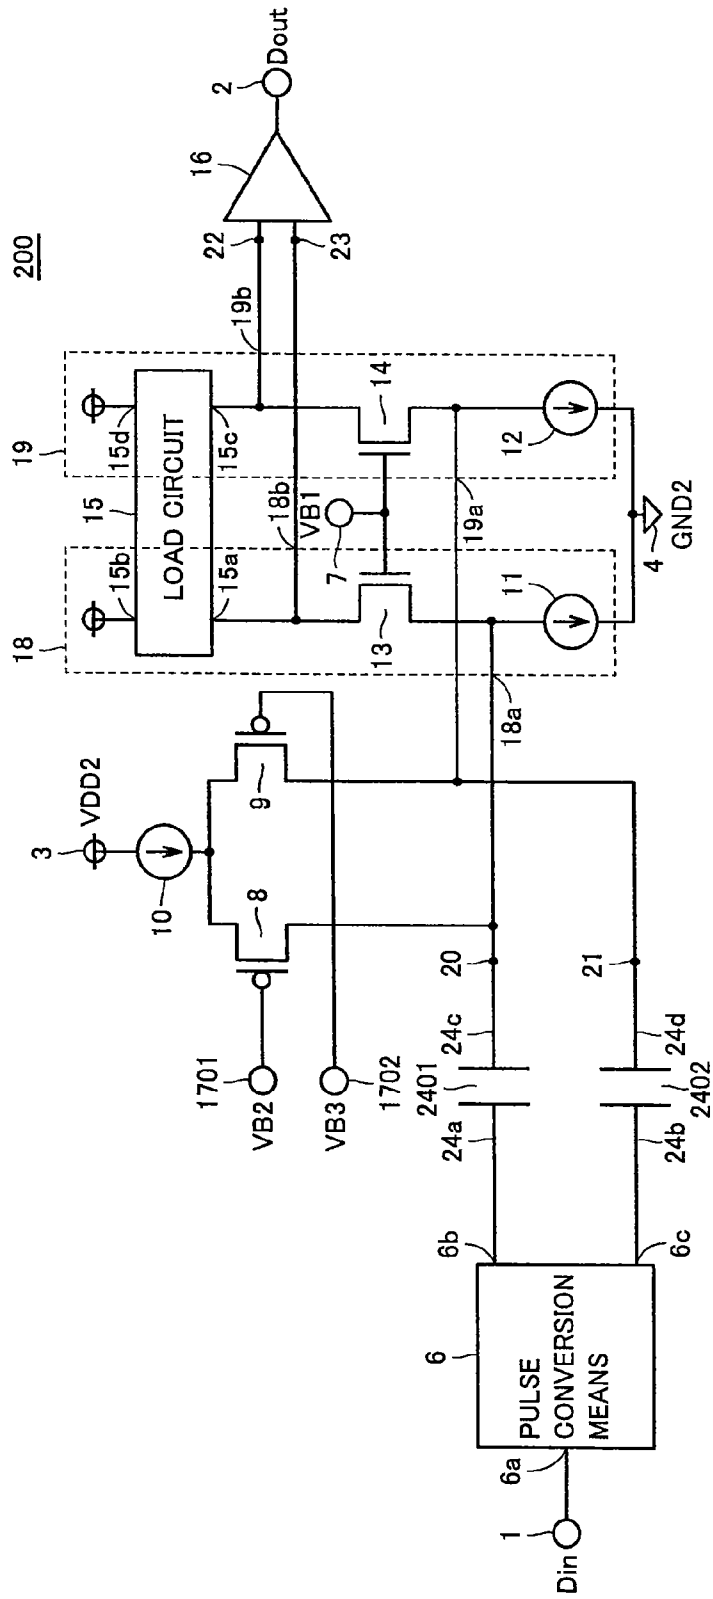 200
3
VDD2
10
8
9
1701
VB2
VB3
1702
18
15b
15
LOAD CIRCUIT
15a
18b
15d
15c
19
19b
VB1
7
13
14
19a
18a
11
12
4
GND2
22
23
16
2
Dout
20
21
24c
24d
2401
2402
24a
24b
6b
6c
6
PULSE
CONVERSION
MEANS
6a
1
Din